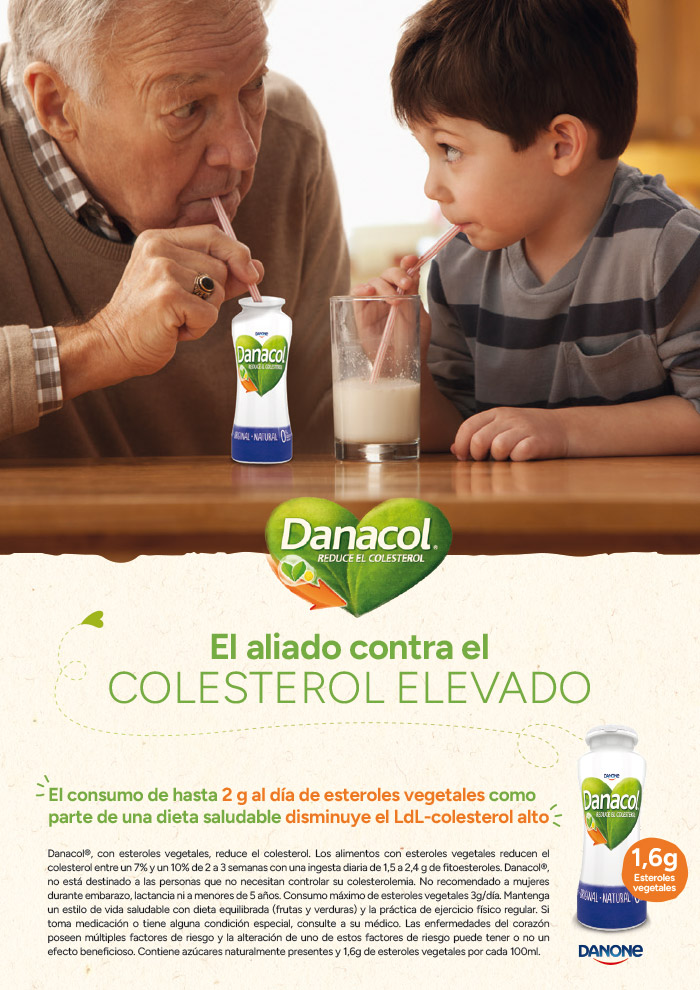 DANONE
Danacol
REDUCE EL COLESTEROL
ORIGINAL - NATURAL 0
Danacol®
REDUCE EL COLESTEROL
El aliado contra el
COLESTEROL ELEVADO
El consumo de hasta 2 g al día de esteroles vegetales como
parte de una dieta saludable disminuye el LdL-colesterol alto
Danacol®, con esteroles vegetales, reduce el colesterol. Los alimentos con esteroles vegetales reducen el
colesterol entre un 7% y un 10% de 2 a 3 semanas con una ingesta diaria de 1,5 a 2,4 g de fitoesteroles. Danacol®,
no está destinado a las personas que no necesitan controlar su colesterolemia. No recomendado a mujeres
durante embarazo, lactancia ni a menores de 5 años. Consumo máximo de esteroles vegetales 3g/día. Mantenga
un estilo de vida saludable con dieta equilibrada (frutas y verduras) y la práctica de ejercicio físico regular. Si
toma medicación o tiene alguna condición especial, consulte a su médico. Las enfermedades del corazón
poseen múltiples factores de riesgo y la alteración de uno de estos factores de riesgo puede tener o no un
efecto beneficioso. Contiene azúcares naturalmente presentes y 1,6g de esteroles vegetales por cada 100ml.
DANONE
Danacol
REDUCE EL COLESTEROL
1,6g
Esteroles
vegetales
ORIGINAL - NATURAL 0
DANONE